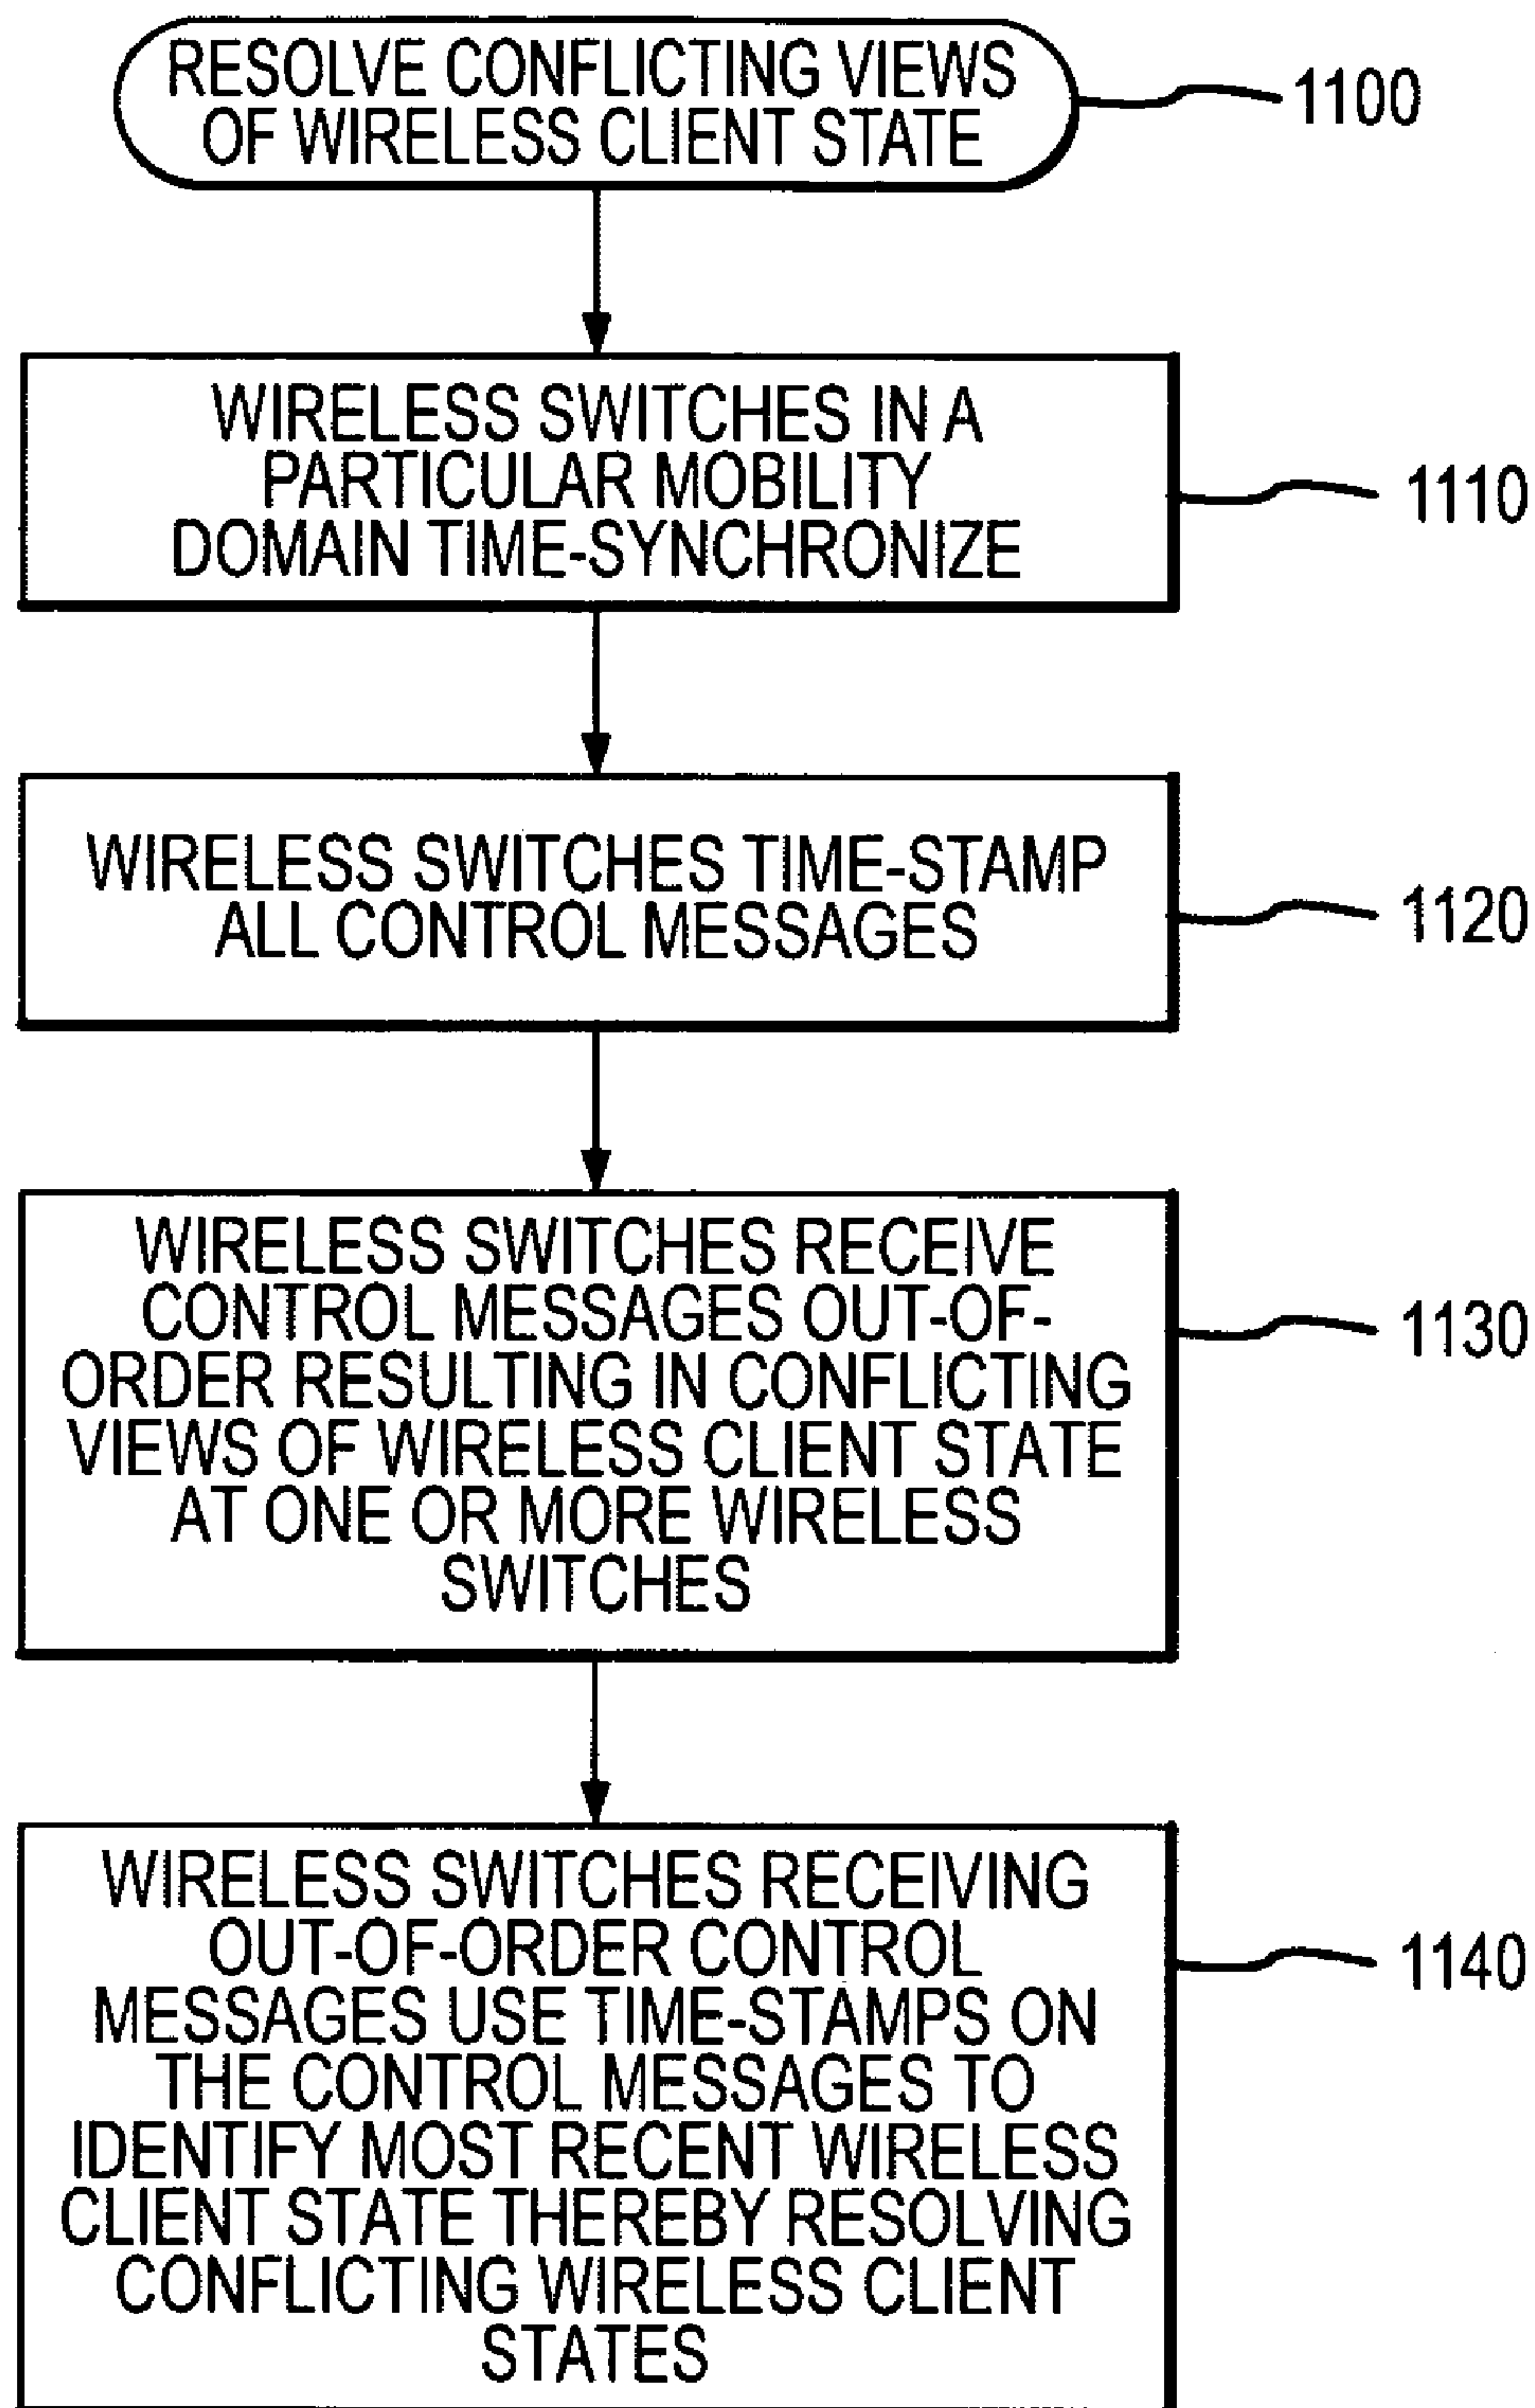 RESOLVE CONFLICTING VIEWS
OF WIRELESS CLIENT STATE
1100
WIRELESS SWITCHES IN A
PARTICULAR MOBILITY
DOMAIN TIME-SYNCHRONIZE
1110
WIRELESS SWITCHES TIME-STAMP
ALL CONTROL MESSAGES
1120
WIRELESS SWITCHES RECEIVE
CONTROL MESSAGES OUT-OF-
ORDER RESULTING IN CONFLICTING
VIEWS OF WIRELESS CLIENT STATE
AT ONE OR MORE WIRELESS
SWITCHES
1130
WIRELESS SWITCHES RECEIVING
OUT-OF-ORDER CONTROL
MESSAGES USE TIME-STAMPS ON
THE CONTROL MESSAGES TO
IDENTIFY MOST RECENT WIRELESS
CLIENT STATE THEREBY RESOLVING
CONFLICTING WIRELESS CLIENT
STATES
1140